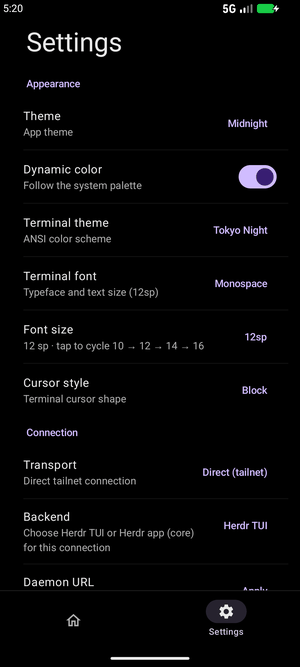 5:20
5G
Settings
Appearance
Theme
App theme
Midnight
Dynamic color
Follow the system palette
Terminal theme
ANSI color scheme
Tokyo Night
Terminal font
Typeface and text size (12sp)
Monospace
Font size
12 sp · tap to cycle 10 → 12 → 14 → 16
12sp
Cursor style
Terminal cursor shape
Block
Connection
Transport
Direct tailnet connection
Direct (tailnet)
Backend
Choose Herdr TUI or Herdr app (core)
for this connection
Herdr TUI
Daemon URL
Apply
Settings